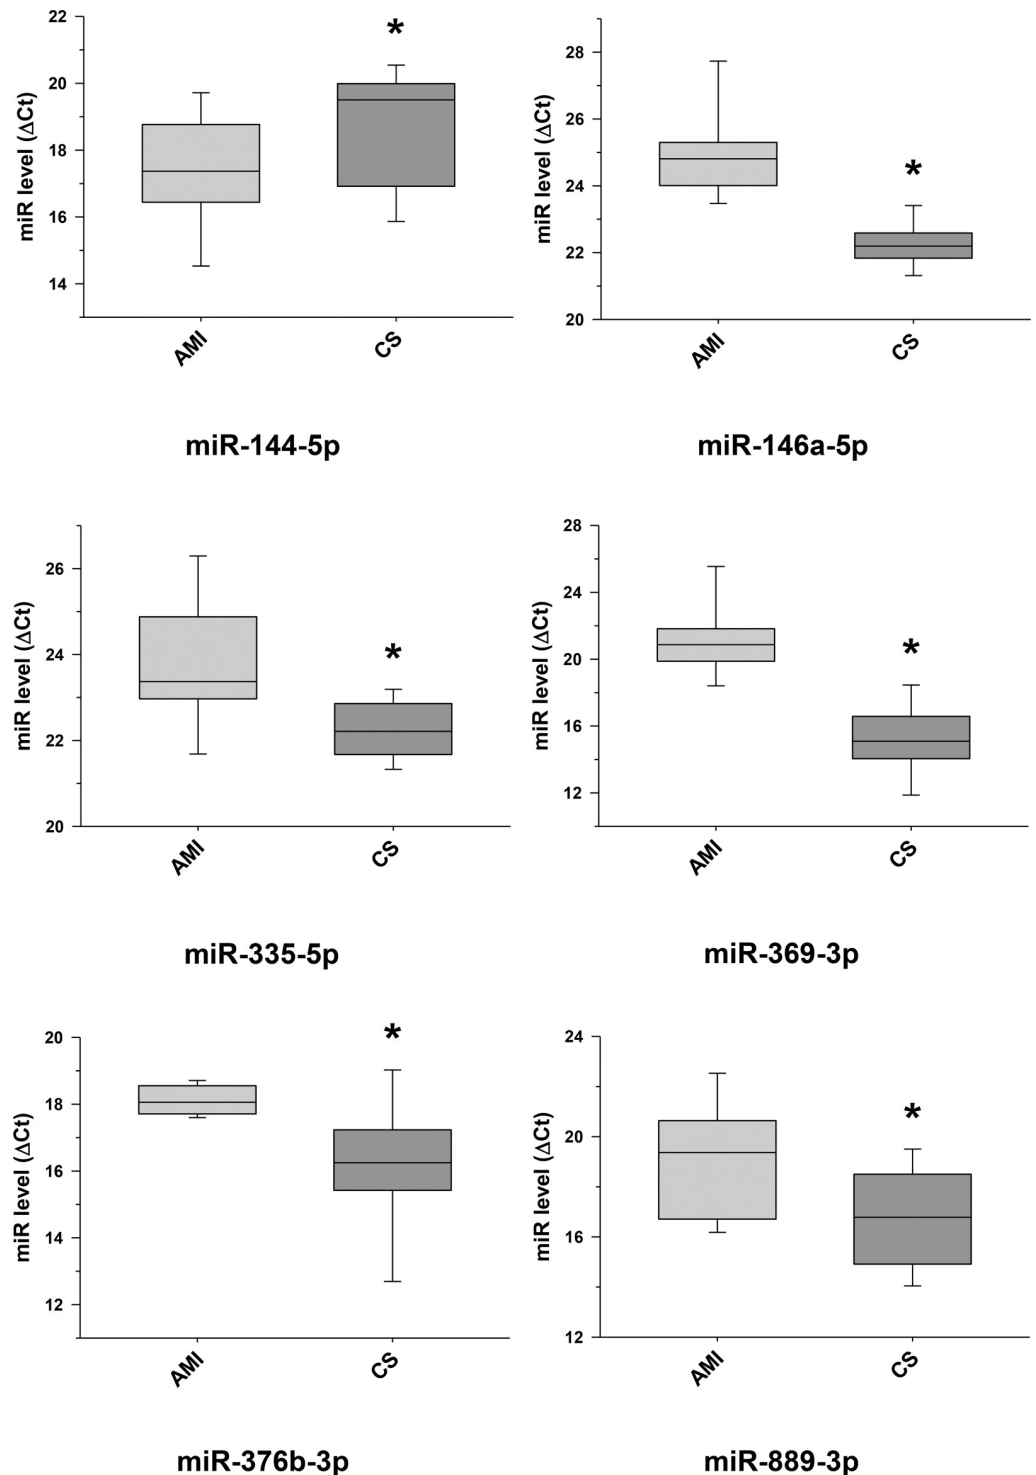 22
20
18
16
14
miR level (ΔCt)
*
AMI
CS
miR-144-5p
28
26
24
22
20
miR level (ΔCt)
*
AMI
CS
miR-146a-5p
26
24
22
20
miR level (ΔCt)
*
AMI
CS
miR-335-5p
28
24
20
16
12
miR level (ΔCt)
*
AMI
CS
miR-369-3p
20
18
16
14
12
miR level (ΔCt)
*
AMI
CS
miR-376b-3p
24
20
16
12
miR level (ΔCt)
*
AMI
CS
miR-889-3p